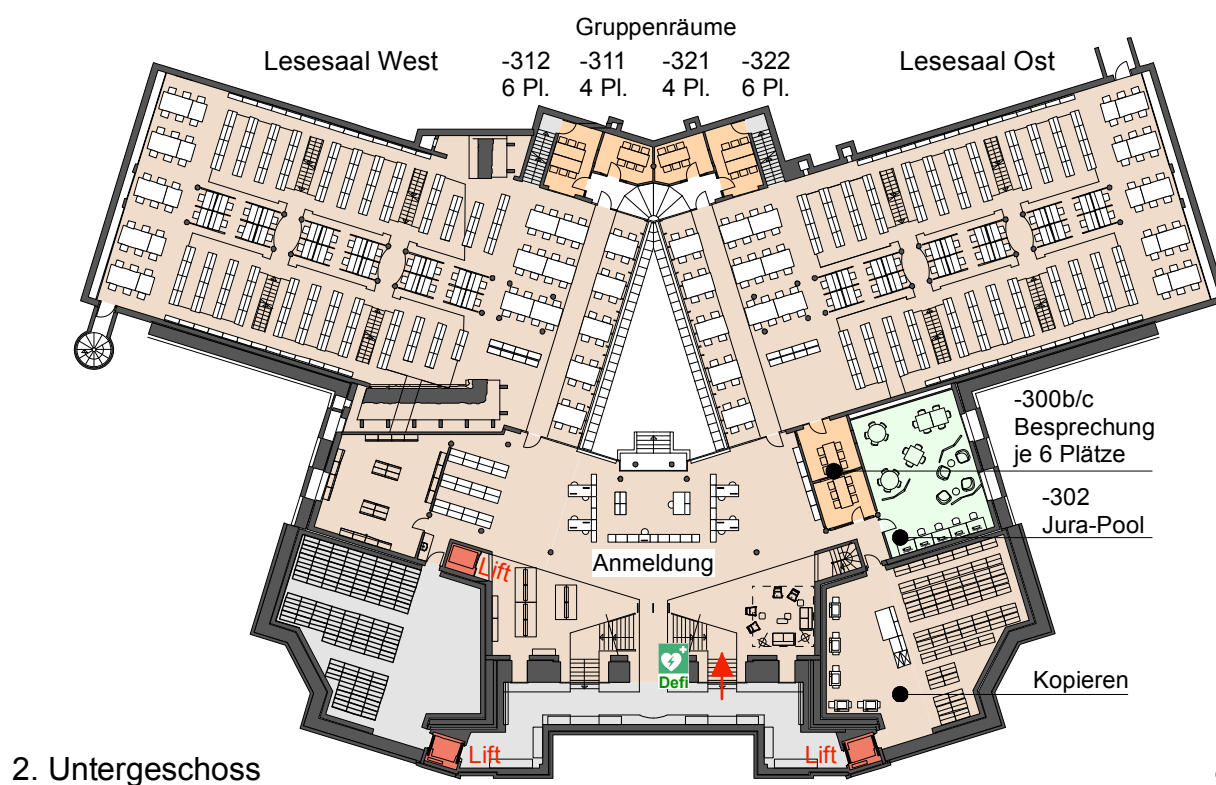 Gruppenräume
Lesesaal West
-312
6 Pl.
-311
4 Pl.
-321
4 Pl.
-322
6 Pl.
Lesesaal Ost
-300b/c
Besprechung
je 6 Plätze
-302
Jura-Pool
Anmeldung
Lift
Defi
Kopieren
Lift
Lift
2. Untergeschoss